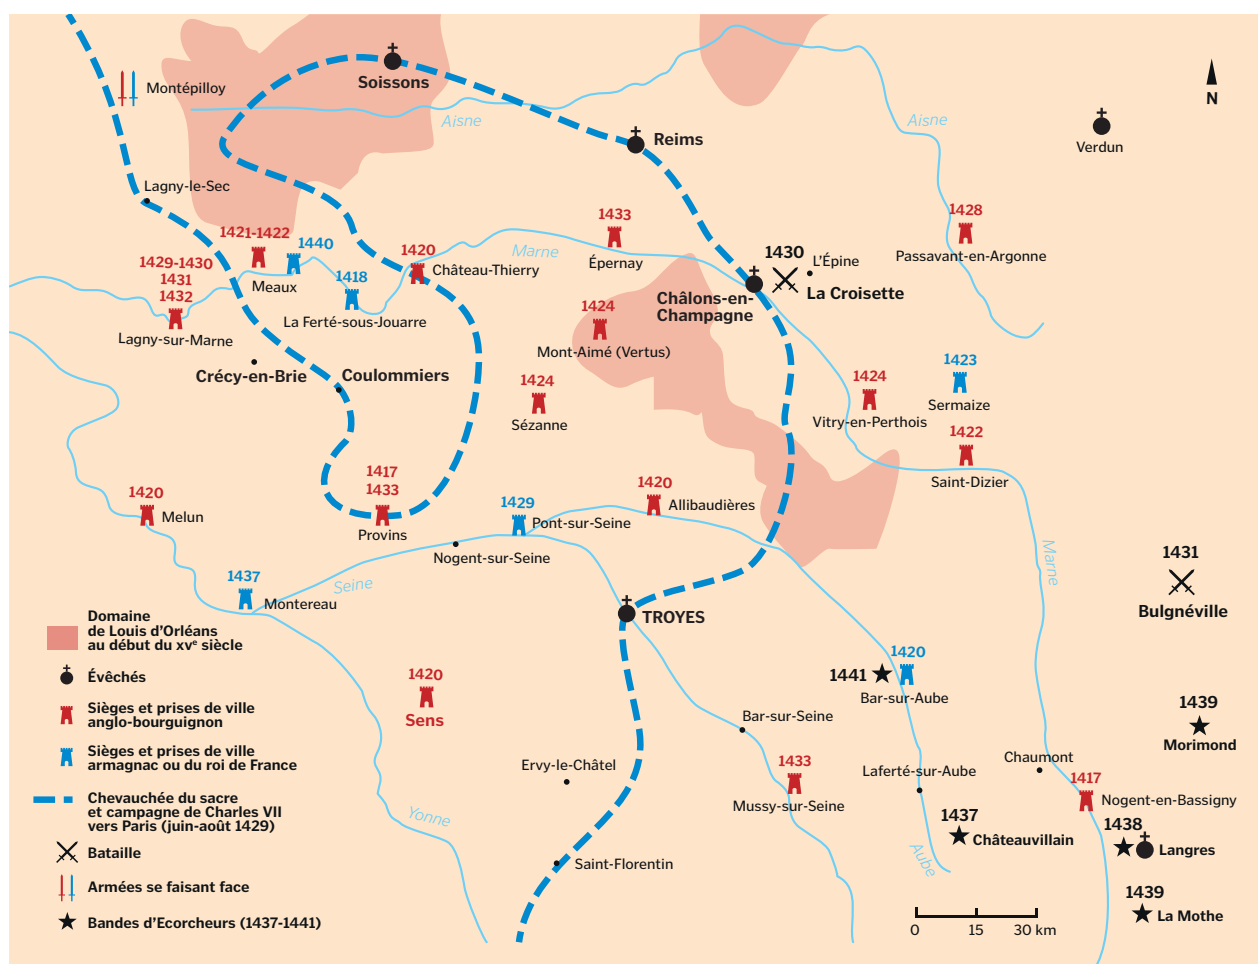 Soissons
Montépilloy
N
Aisne
Aisne
Reims
Verdun
Lagny-le-Sec
1421-1422
1440
1420
1433
1428
Marne
Passavant-en-Argonne
1429-1430
1431
1432
Meaux
1418
Château-Thierry
Épernay
1430
L'Épine
La Croisette
Châlons-en-
Champagne
La Ferté-sous-Jouarre
Lagny-sur-Marne
1424
Mont-Aimé (Vertus)
Crécy-en-Brie
Coulommiers
1424
Sézanne
1424
Vitry-en-Perthois
1423
Sermaize
1422
Saint-Dizier
1417
1433
Provins
1420
Melun
1429
Pont-sur-Seine
1420
Allibaudières
Nogent-sur-Seine
Marne
1431
Bulgnéville
1437
Montereau
Seine
TROYES
1420
Sens
1441
1420
Bar-sur-Aube
Bar-sur-Seine
1439
Morimond
Ervy-le-Châtel
1433
Mussy-sur-Seine
Laferté-sur-Aube
Chaumont
1417
Nogent-en-Bassigny
Yonne
1437
Châteauvillain
1438
Langres
Aube
Saint-Florentin
1439
La Mothe
0 15 30 km
Domaine
de Louis d'Orléans
au début du XVe siècle
Évêchés
Sièges et prises de ville
anglo-bourguignon
Sièges et prises de ville
armagnac ou du roi de France
Chevauchée du sacre
et campagne de Charles VII
vers Paris (juin-août 1429)
Bataille
Armées se faisant face
Bandes d'Ecorcheurs (1437-1441)